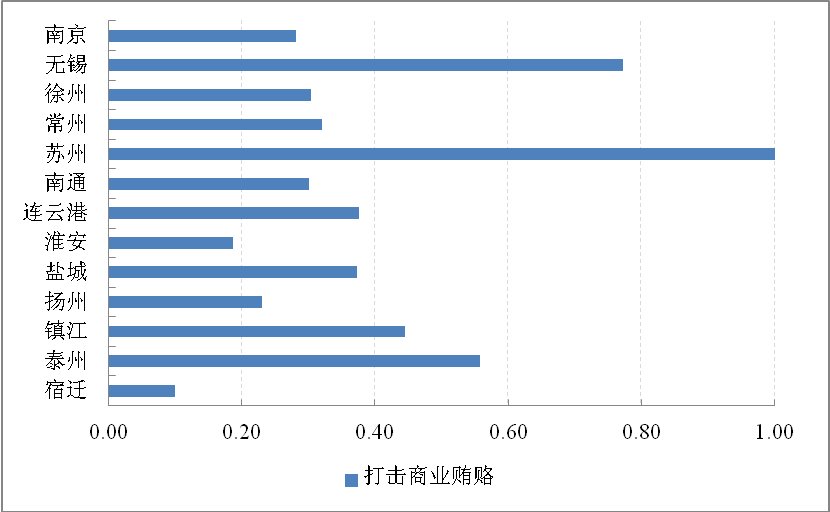 南京
无锡
徐州
常州
苏州
南通
连云港
淮安
盐城
扬州
镇江
泰州
宿迁
0.00 0.20 0.40 0.60 0.80 1.00
打击商业贿赂